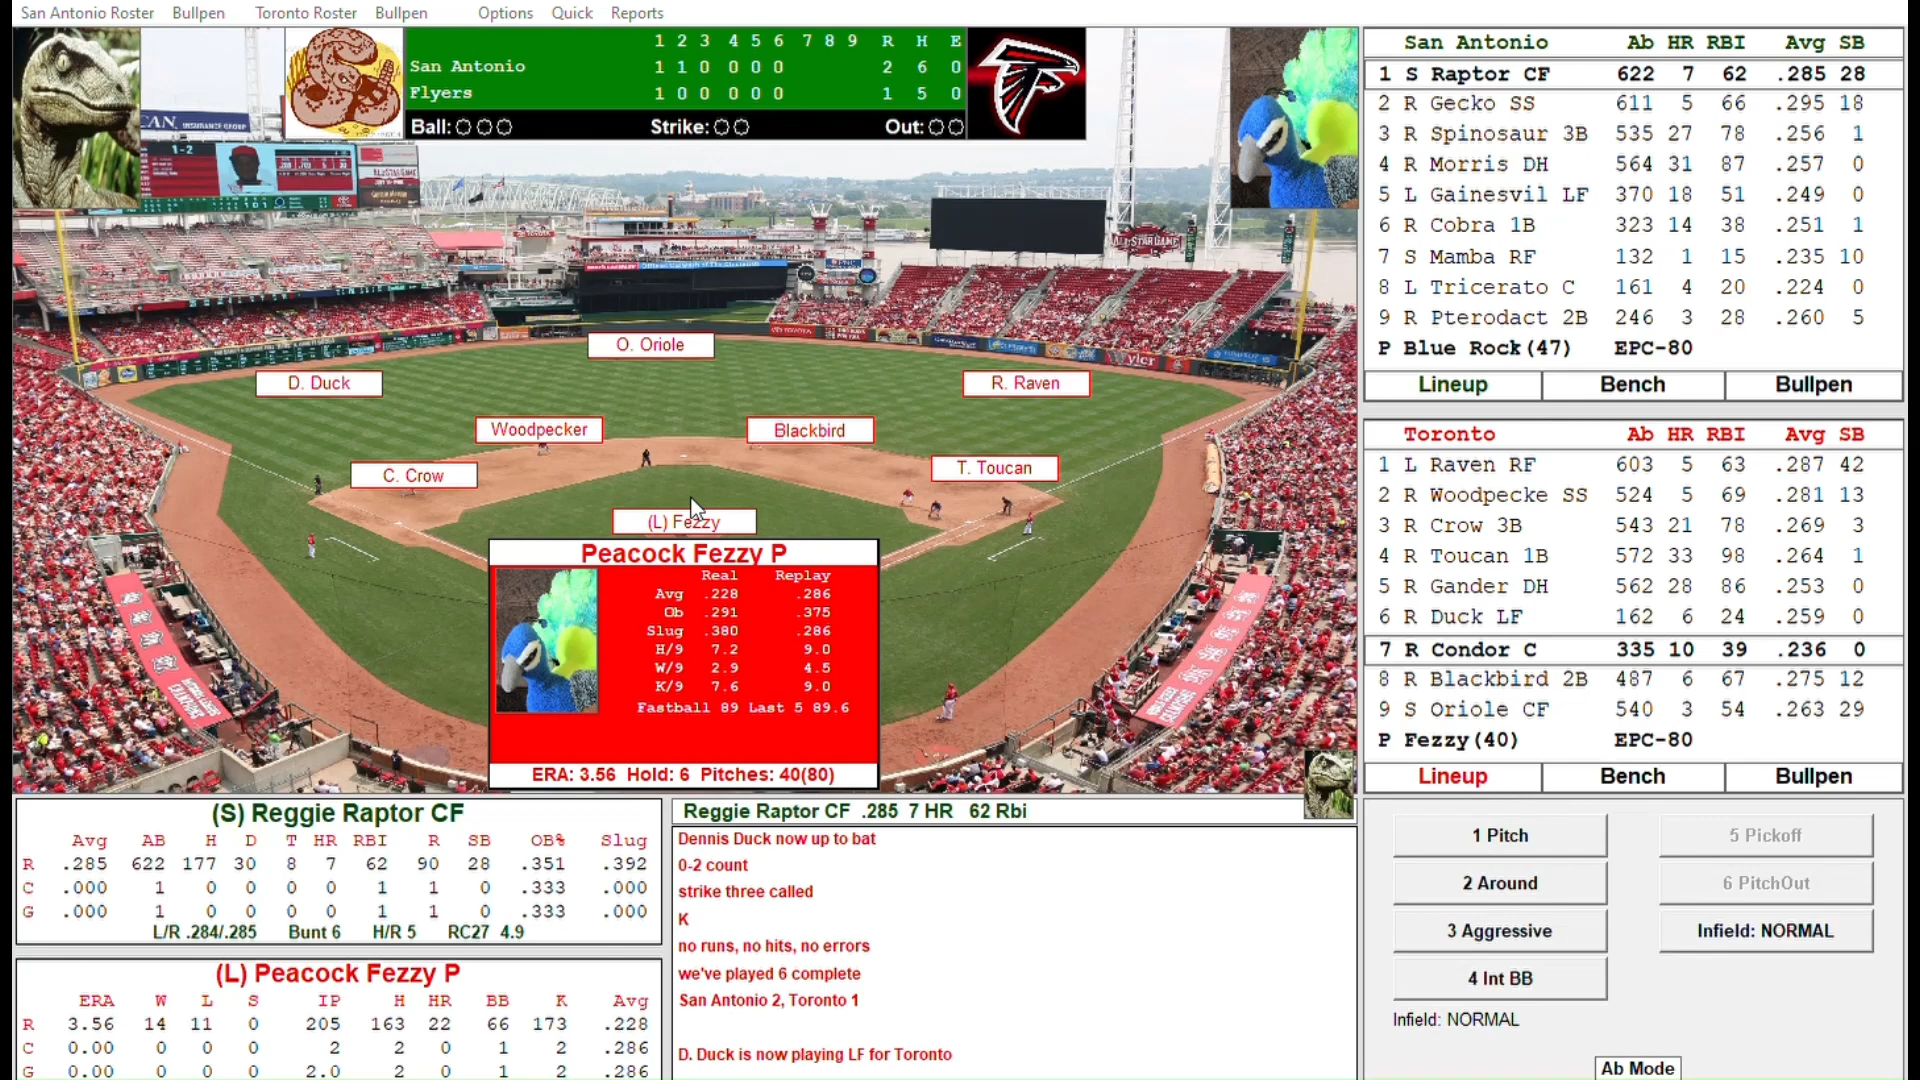 San Antonio Roster Bullpen Toronto Roster Bullpen Options Quick Reports
1 2 3 4 5 6 7 8 9 R H E
San Antonio 1 1 0 0 0 0 2 6 0
Flyers 1 0 0 0 0 0 1 5 0
Ball: Strike: Out:
INSURANCE GROUP
1-2
O. Oriole
D. Duck
R. Raven
Woodpecker
Blackbird
C. Crow
T. Toucan
(L) Fezzy
Peacock Fezzy P
Real Replay
Avg .228 .286
Ob .291 .375
Slug .380 .286
H/9 7.2 9.0
W/9 2.9 4.5
K/9 7.6 9.0
Fastball 89 Last 5 89.6
ERA: 3.56 Hold: 6 Pitches: 40(80)
San Antonio Ab HR RBI Avg SB
1 S Raptor CF 622 7 62 .285 28
2 R Gecko SS 611 5 66 .295 18
3 R Spinosaur 3B 535 27 78 .256 1
4 R Morris DH 564 31 87 .257 0
5 L Gainesvil LF 370 18 51 .249 0
6 R Cobra 1B 323 14 38 .251 1
7 S Mamba RF 132 1 15 .235 10
8 L Tricerato C 161 4 20 .224 0
9 R Pterodact 2B 246 3 28 .260 5
P Blue Rock(47) EPC-80
Lineup Bench Bullpen
Toronto Ab HR RBI Avg SB
1 L Raven RF 603 5 63 .287 42
2 R Woodpecke SS 524 5 69 .281 13
3 R Crow 3B 543 21 78 .269 3
4 R Toucan 1B 572 33 98 .264 1
5 R Gander DH 562 28 86 .253 0
6 R Duck LF 162 6 24 .259 0
7 R Condor C 335 10 39 .236 0
8 R Blackbird 2B 487 6 67 .275 12
9 S Oriole CF 540 3 54 .263 29
P Fezzy(40) EPC-80
Lineup Bench Bullpen
(S) Reggie Raptor CF
Avg AB H D T HR RBI R SB OB% Slug
R .285 622 177 30 8 7 62 90 28 .351 .392
C .000 1 0 0 0 0 1 1 0 .333 .000
G .000 1 0 0 0 0 1 1 0 .333 .000
L/R .284/.285 Bunt 6 H/R 5 RC27 4.9
(L) Peacock Fezzy P
ERA W L S IP H HR BB K Avg
R 3.56 14 11 0 205 163 22 66 173 .228
C 0.00 0 0 0 2 2 0 1 2 .286
G 0.00 0 0 0 2.0 2 0 1 2 .286
Reggie Raptor CF .285 7 HR 62 Rbi
Dennis Duck now up to bat
0-2 count
strike three called
K
no runs, no hits, no errors
we've played 6 complete
San Antonio 2, Toronto 1
D. Duck is now playing LF for Toronto
1 Pitch
2 Around
3 Aggressive
4 Int BB
5 Pickoff
6 PitchOut
Infield: NORMAL
Infield: NORMAL
Ab Mode